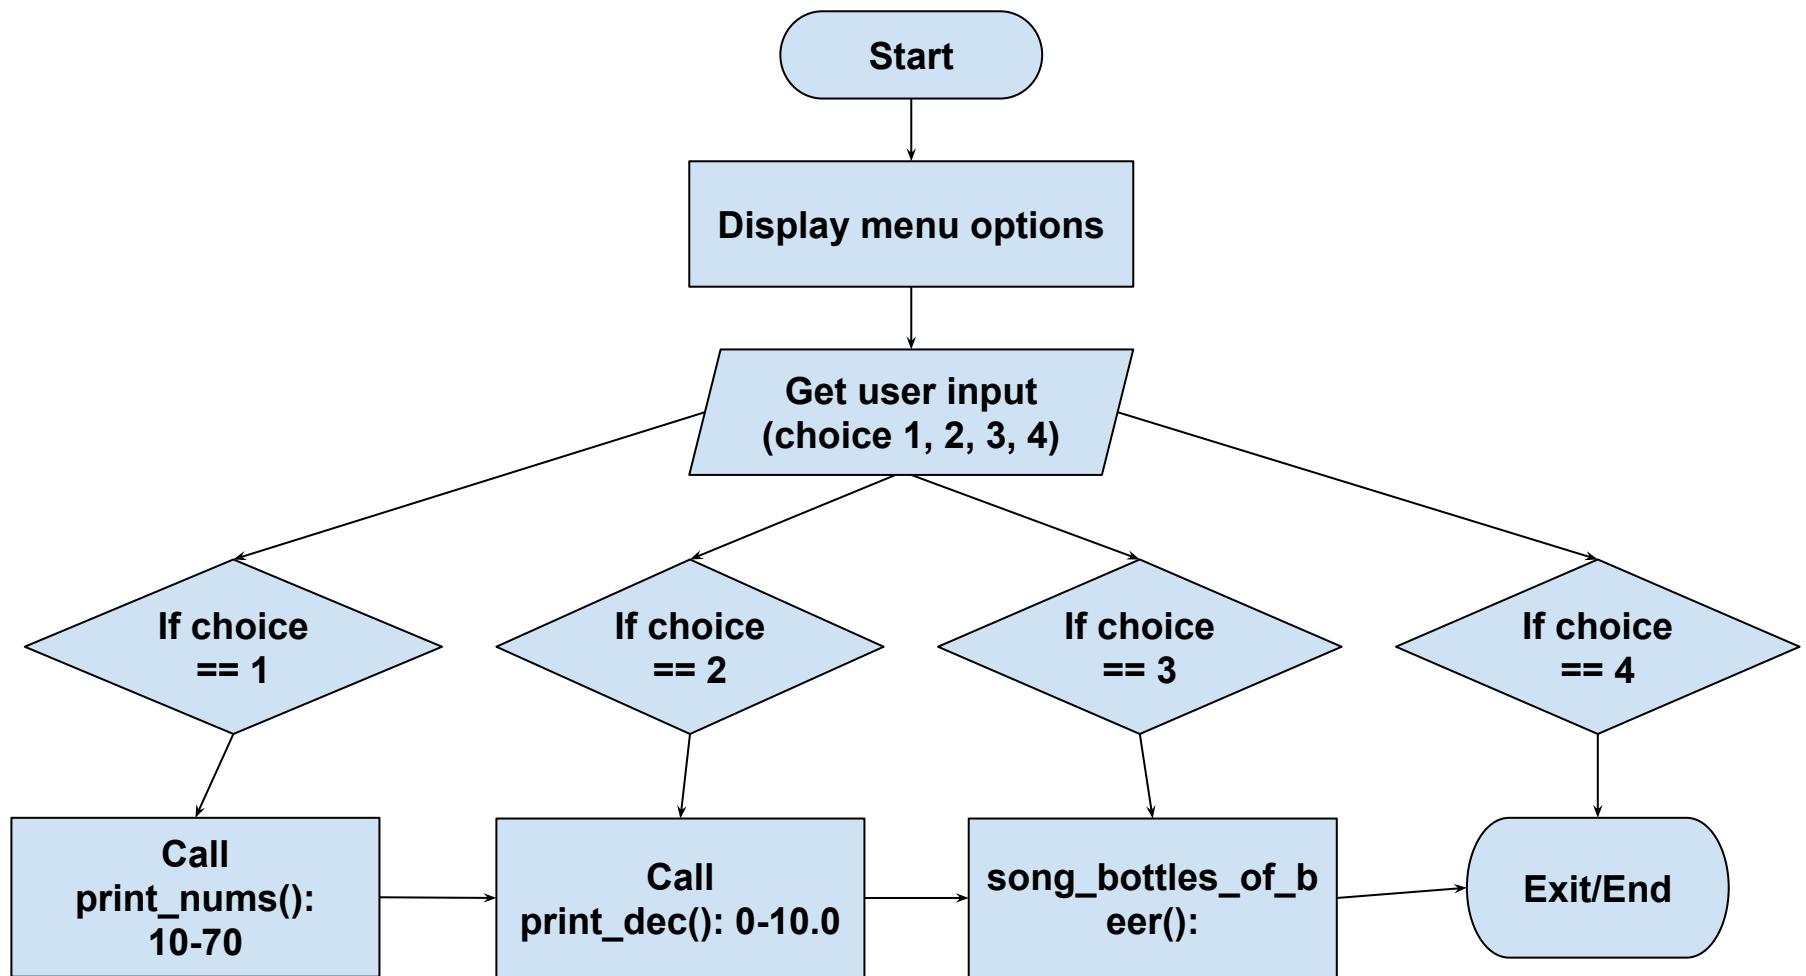 Start
Display menu options
Get user input
(choice 1, 2, 3, 4)
If choice
== 1
If choice
== 2
If choice
== 3
If choice
== 4
Call
print_nums():
10-70
Call
print_dec(): 0-10.0
song_bottles_of_b
eer():
Exit/End